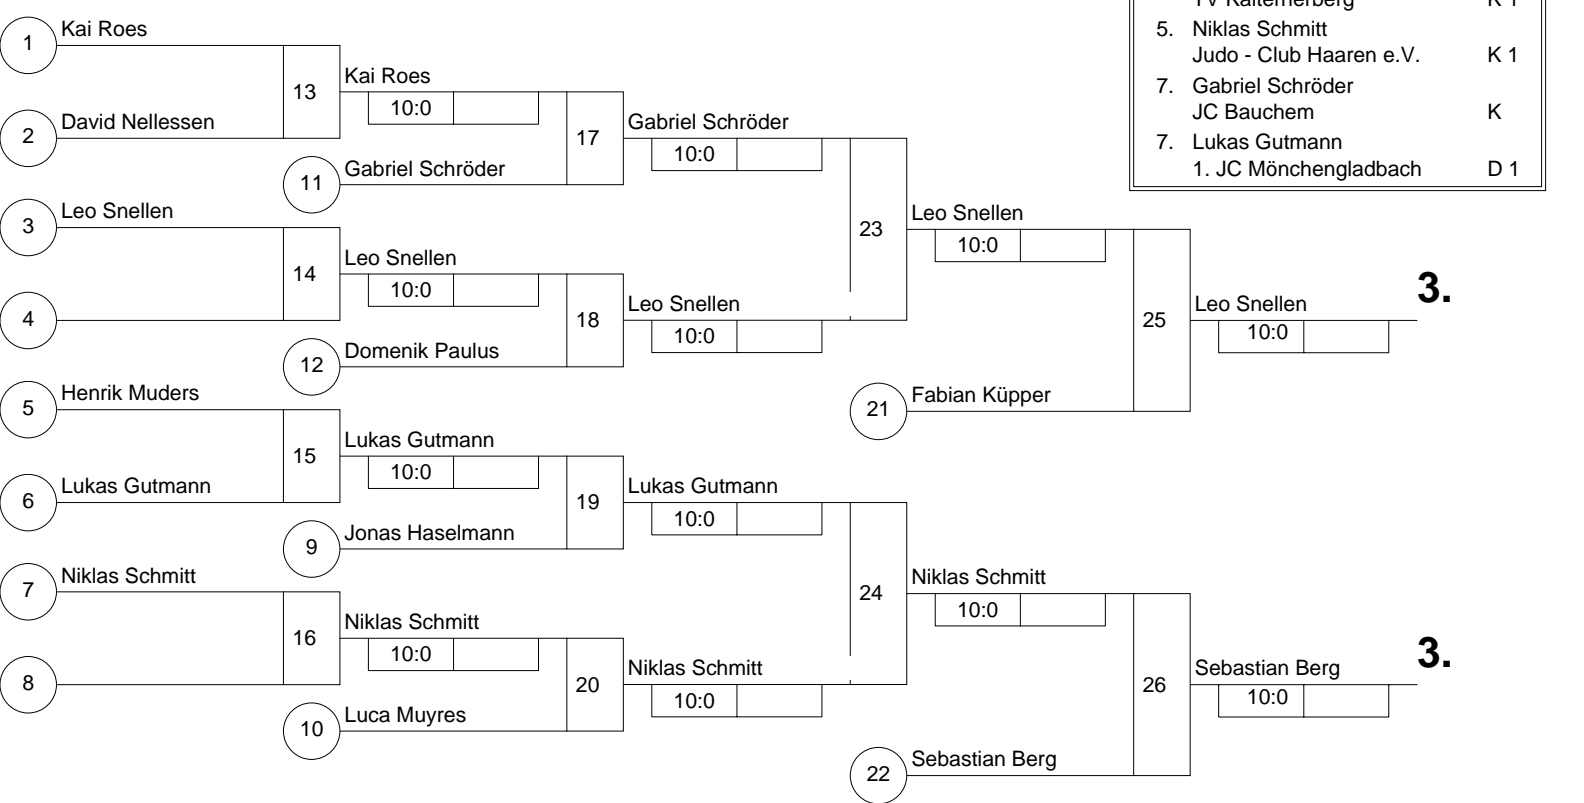 TV Kalterherberg K 1
5. Niklas Schmitt
Judo - Club Haaren e.V. K 1
7. Gabriel Schröder
JC Bauchem K
7. Lukas Gutmann
1. JC Mönchengladbach D 1
1 Kai Roes
13 Kai Roes
10:0
2 David Nellessen
17 Gabriel Schröder
10:0
11 Gabriel Schröder
3 Leo Snellen
23 Leo Snellen
10:0
14 Leo Snellen
10:0
3.
4
18 Leo Snellen
10:0
25 Leo Snellen
10:0
12 Domenik Paulus
5 Henrik Muders
21 Fabian Küpper
15 Lukas Gutmann
10:0
6 Lukas Gutmann
19 Lukas Gutmann
10:0
9 Jonas Haselmann
7 Niklas Schmitt
24 Niklas Schmitt
10:0
16 Niklas Schmitt
10:0
3.
8
20 Niklas Schmitt
10:0
26 Sebastian Berg
10:0
10 Luca Muyres
22 Sebastian Berg